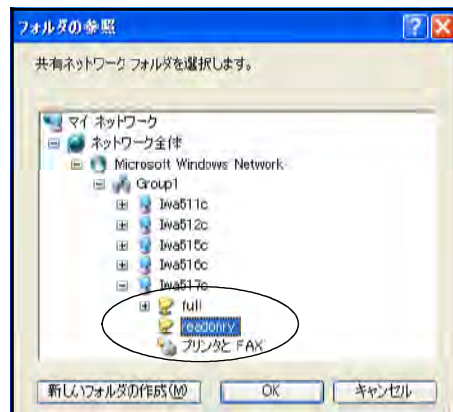 フォルダの参照
共有ネットワーク フォルダを選択します。
マイ ネットワーク
ネットワーク全体
Microsoft Windows Network
Group1
Iwa511c
Iwa512c
Iwa515c
Iwa516c
Iwa517c
full
readonry
プリンタと FAX
新しいフォルダの作成(M)
OK
キャンセル